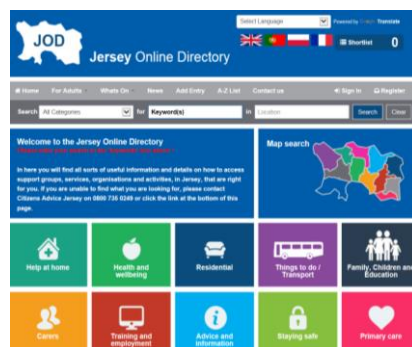 Select Language
Powered by Translate
JOD
Jersey Online Directory
Shortlist 0
Home For Adults Whats On News Add Entry A-Z List Contact us Sign In Register
Search All Categories for Keyword(s) in Location Search Clear
Welcome to the Jersey Online Directory
In here you will find all sorts of useful information and details on how to access
support groups, services, organisations and activities, in Jersey, that are right
for you. If you are unable to find what you are looking for, please contact
Citizens Advice Jersey on 0800 735 0249 or click the link at the bottom of this
page.
Map search
Help at home
Health and
wellbeing
Residential
Things to do /
Transport
Family, Children and
Education
Carers
Training and
employment
Advice and
information
Staying safe
Primary care